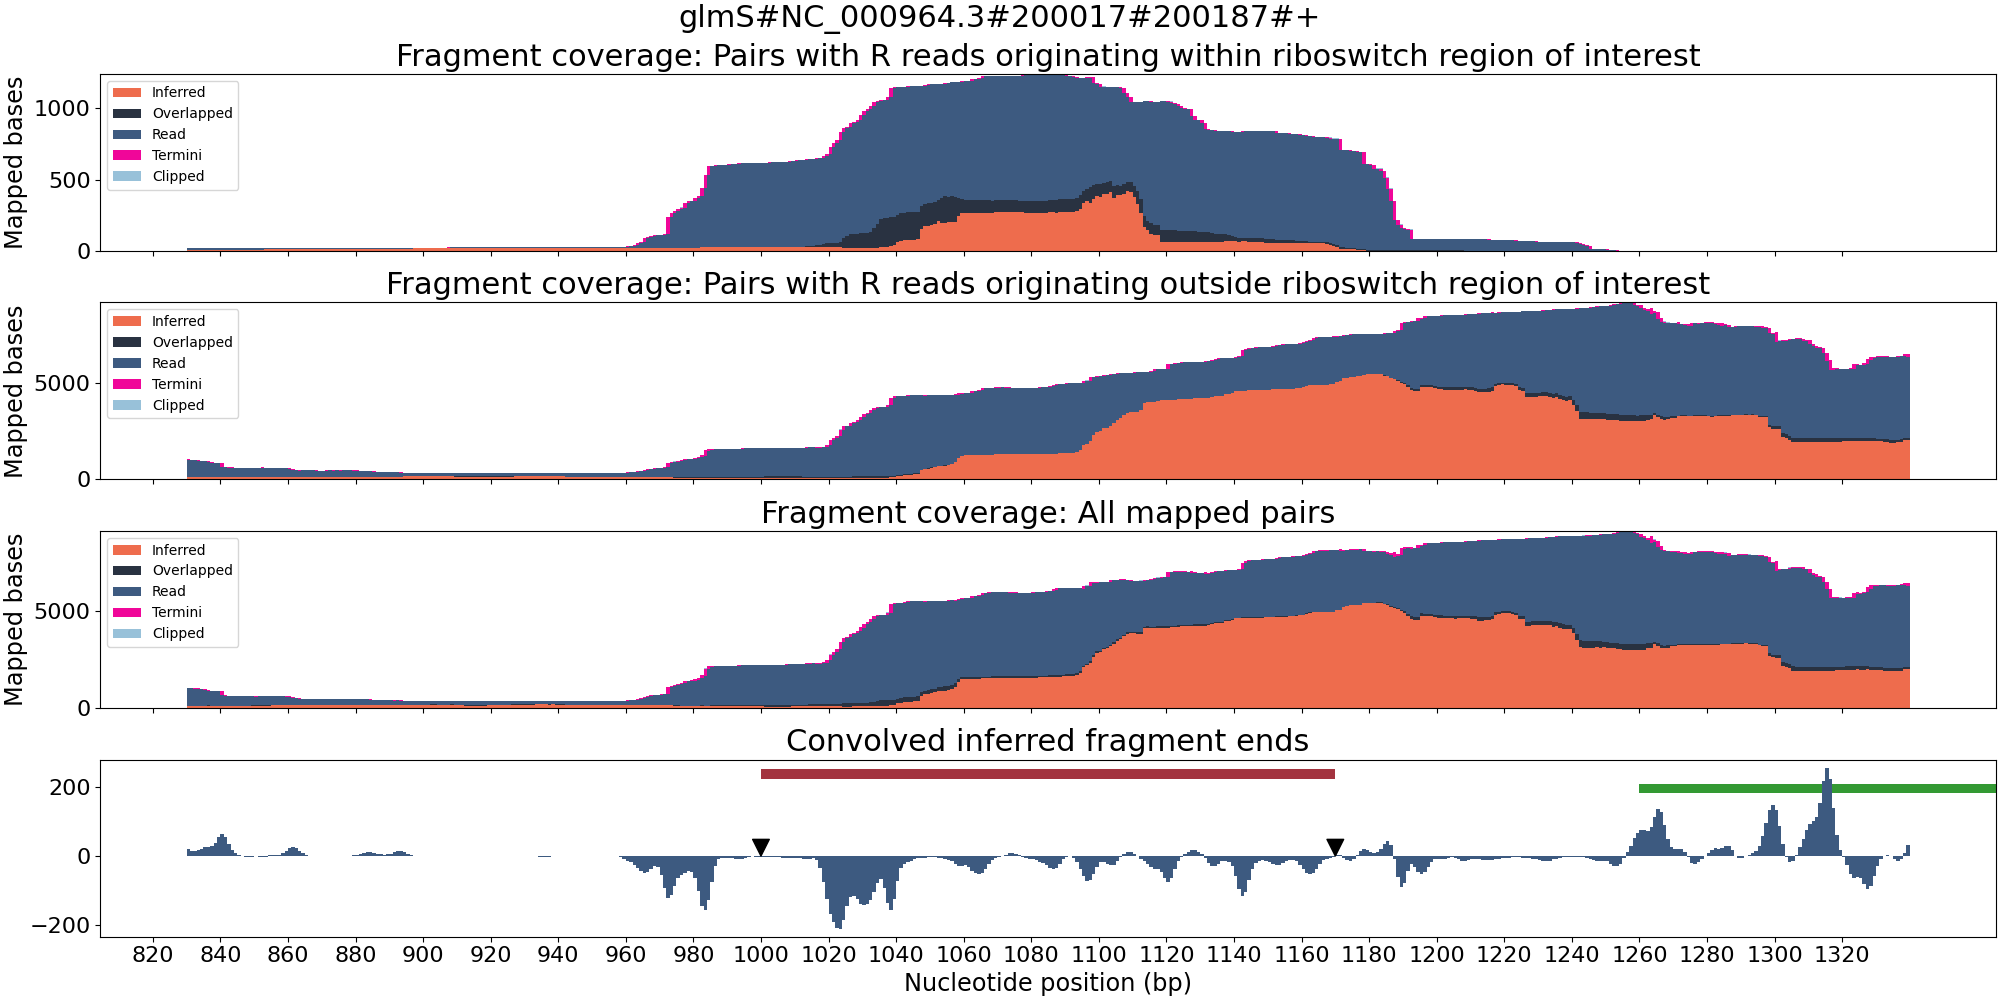 glmS#NC_000964.3#200017#200187#+
Fragment coverage: Pairs with R reads originating within riboswitch region of interest
Mapped bases
1000
500
0
Inferred
Overlapped
Read
Termini
Clipped
Fragment coverage: Pairs with R reads originating outside riboswitch region of interest
Mapped bases
5000
0
Inferred
Overlapped
Read
Termini
Clipped
Fragment coverage: All mapped pairs
Mapped bases
5000
0
Inferred
Overlapped
Read
Termini
Clipped
Convolved inferred fragment ends
200
0
−200
820 840 860 880 900 920 940 960 980 1000 1020 1040 1060 1080 1100 1120 1140 1160 1180 1200 1220 1240 1260 1280 1300 1320
Nucleotide position (bp)